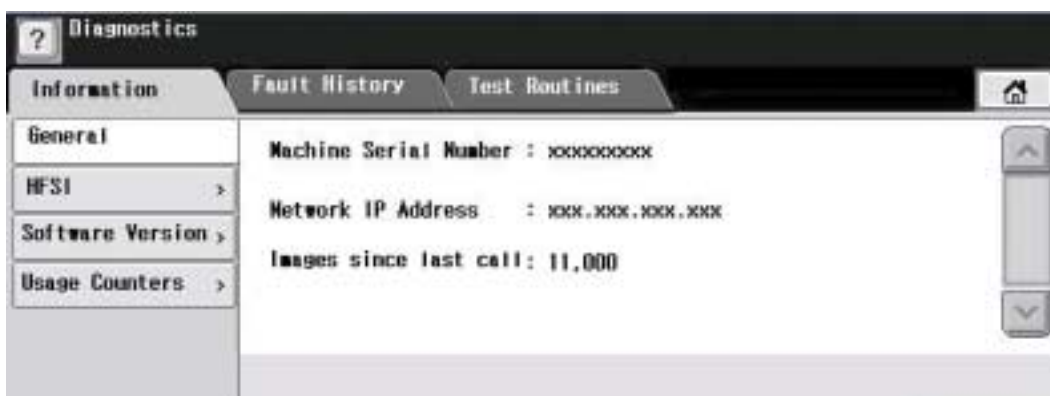 ? Diagnostics
Information
Fault History
Test Routines
General
HFSI >
Software Version >
Usage Counters >
Machine Serial Number : xxxxxxxxxx
Network IP Address : xxx.xxx.xxx.xxx
Images since last call: 11,000